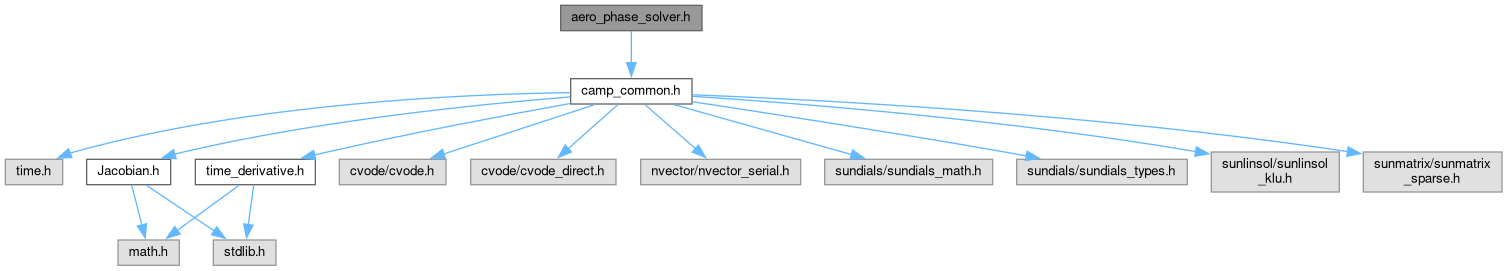 aero_phase_solver.h
camp_common.h
time.h
Jacobian.h
time_derivative.h
cvode/cvode.h
cvode/cvode_direct.h
nvector/nvector_serial.h
sundials/sundials_math.h
sundials/sundials_types.h
sunlinsol/sunlinsol
_klu.h
sunmatrix/sunmatrix
_sparse.h
math.h
stdlib.h